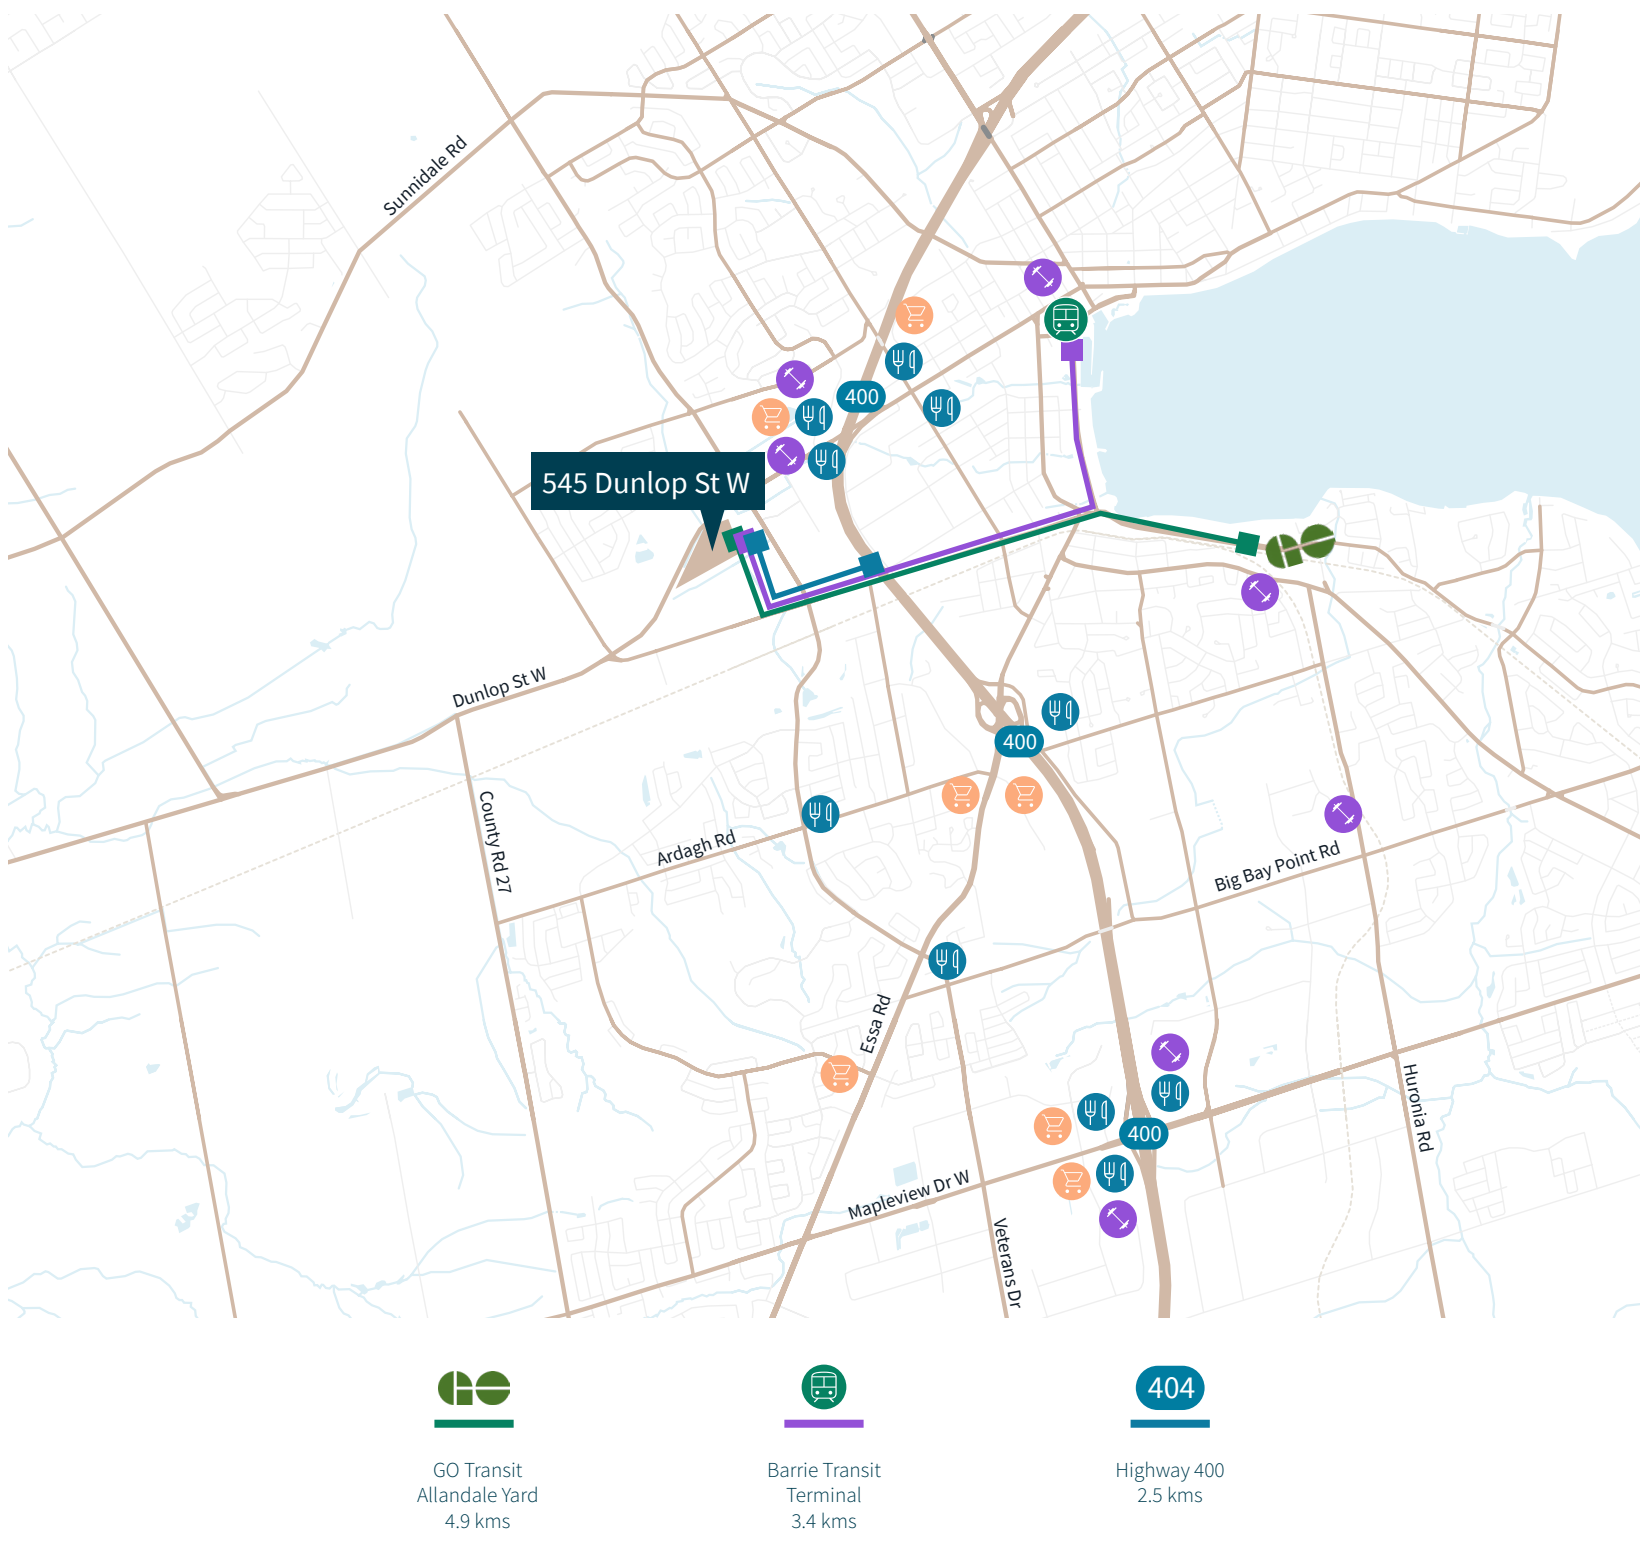 Sunnidale Rd
400
545 Dunlop St W
Dunlop St W
400
County Rd 27
Ardagh Rd
Big Bay Point Rd
Essa Rd
Huronia Rd
400
Mapleview Dr W
Veterans Dr
GO
404
GO Transit
Allandale Yard
4.9 kms
Barrie Transit
Terminal
3.4 kms
Highway 400
2.5 kms